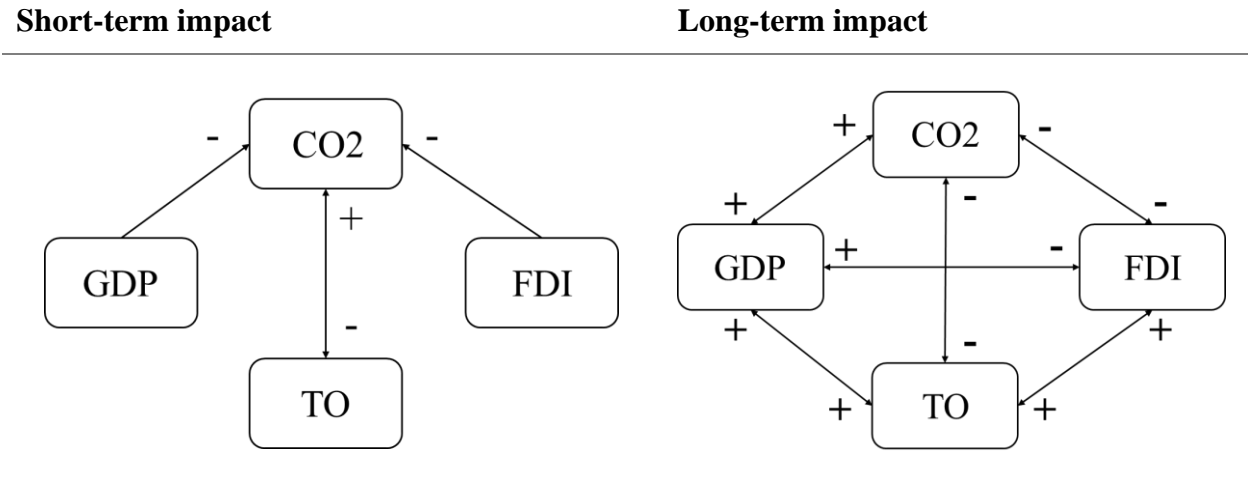 Short-term impact
Long-term impact
CO2
-
-
GDP
FDI
+
-
TO
CO2
+
-
+
-
-
GDP
+
-
FDI
+
-
+
TO
+
+